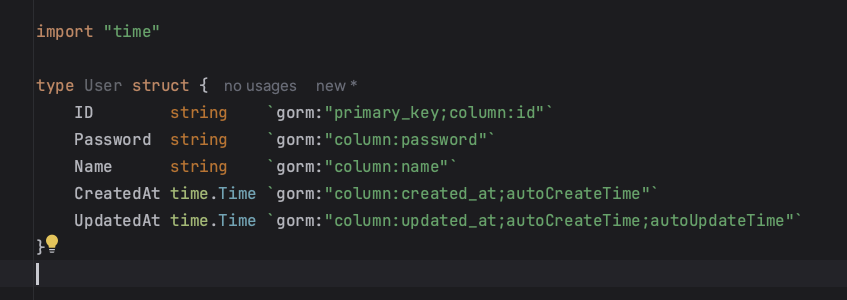 import "time"
type User struct { no usages new *
ID string `gorm:"primary_key;column:id"`
Password string `gorm:"column:password"`
Name string `gorm:"column:name"`
CreatedAt time.Time `gorm:"column:created_at;autoCreateTime"`
UpdatedAt time.Time `gorm:"column:updated_at;autoCreateTime;autoUpdateTime"`
}